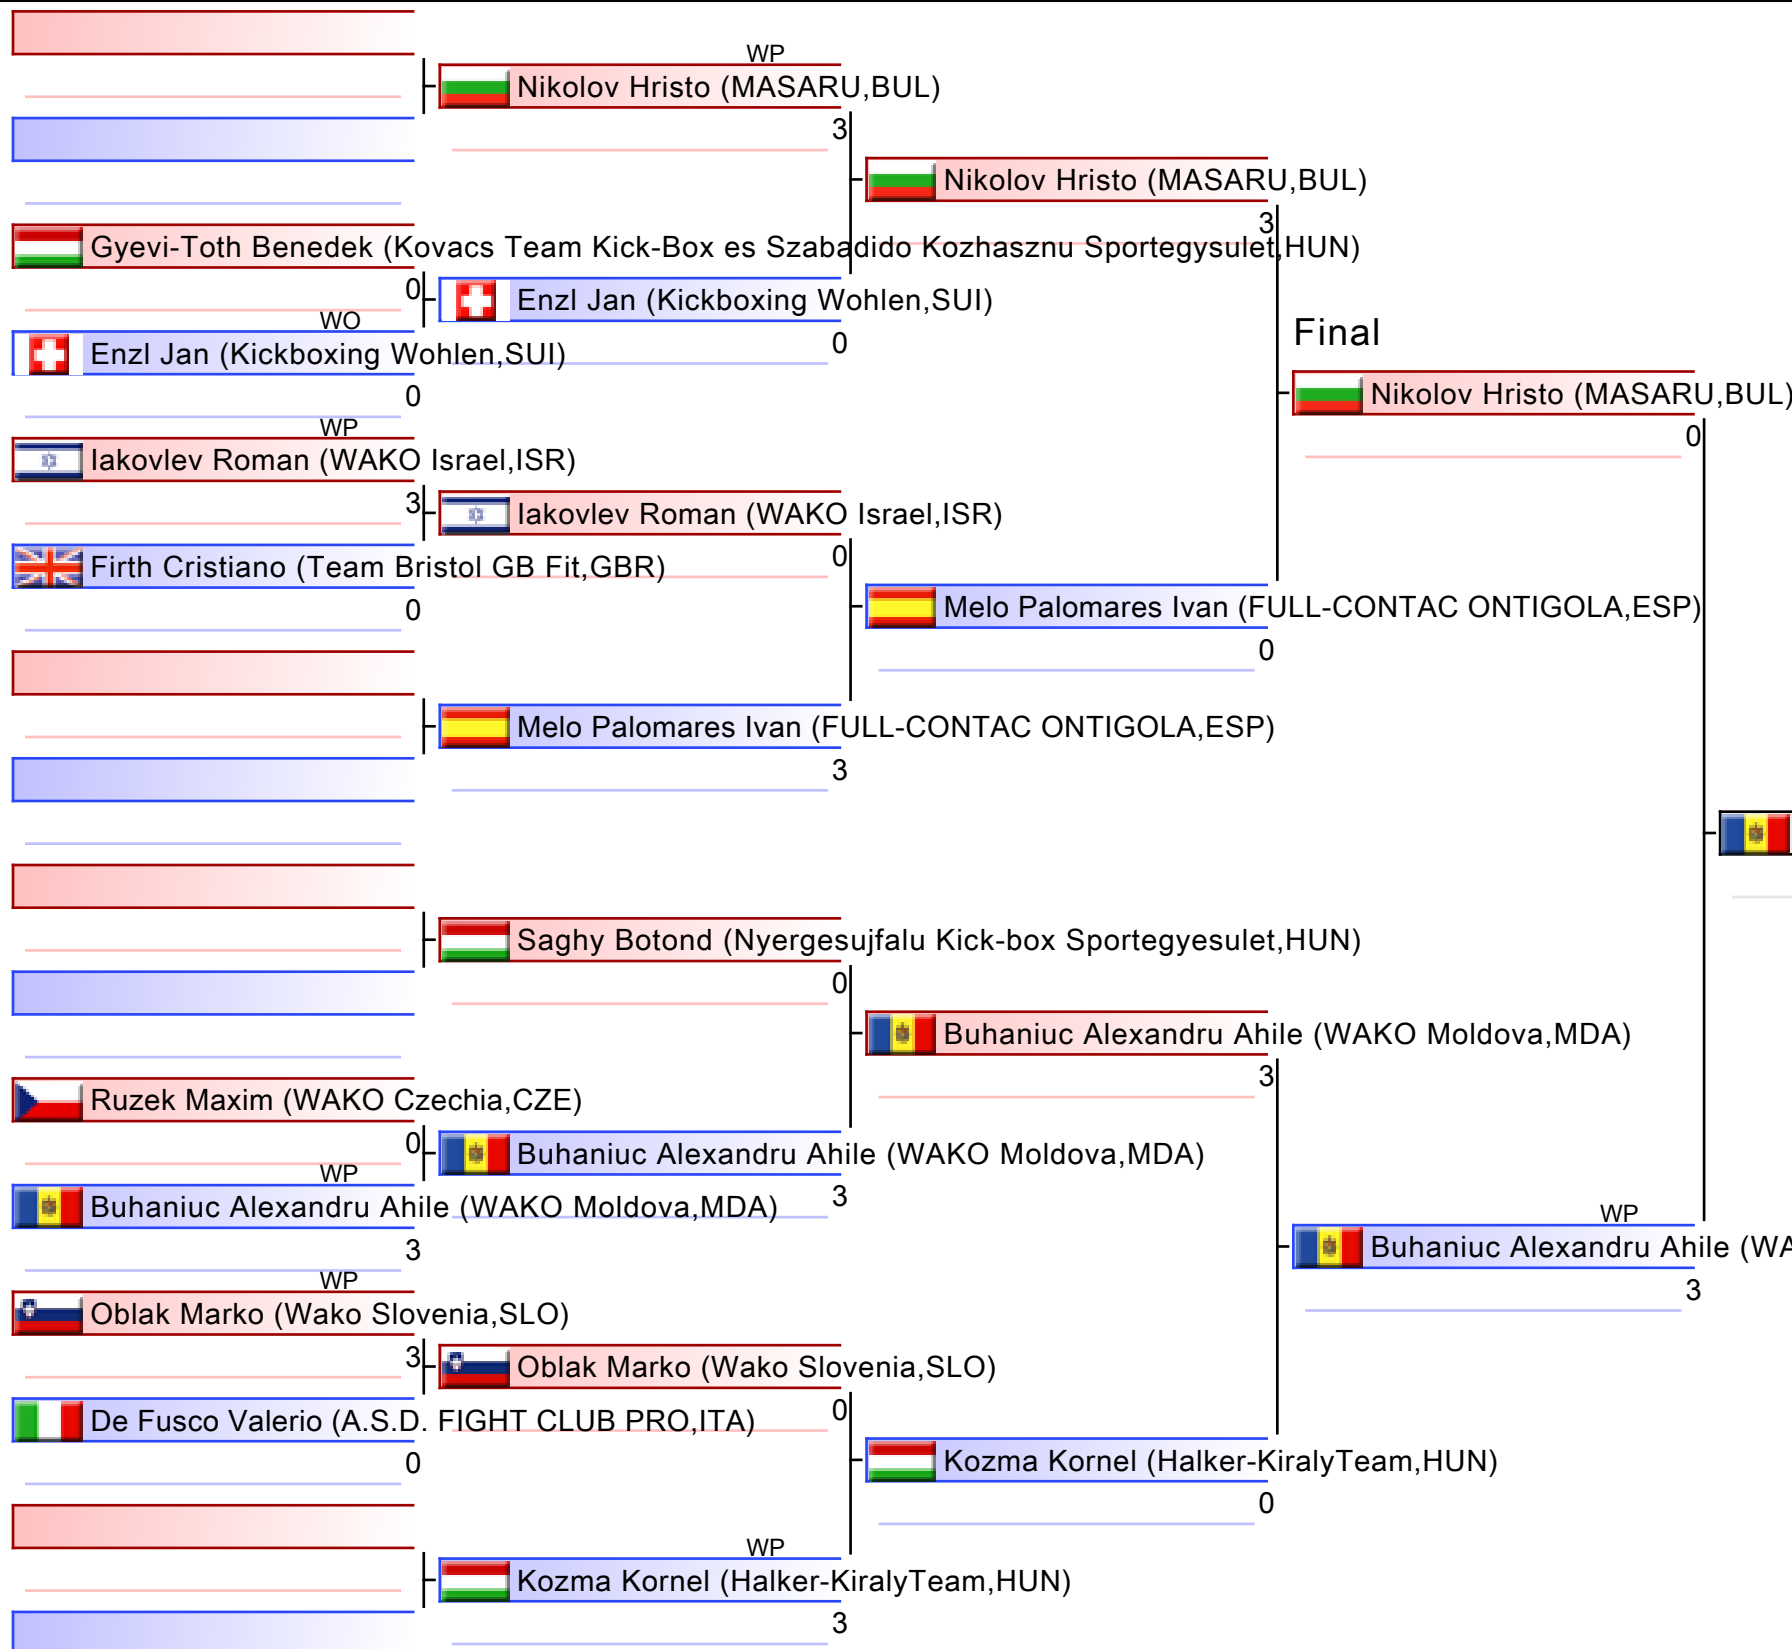 WP
Nikolov Hristo (MASARU,BUL)
3
Nikolov Hristo (MASARU,BUL)
3
Gyevi-Toth Benedek (Kovacs Team Kick-Box es Szabadido Kozhasznu Sportegysulet,HUN)
0
Enzl Jan (Kickboxing Wohlen,SUI)
0
WO
Enzl Jan (Kickboxing Wohlen,SUI)
0
Final
Nikolov Hristo (MASARU,BUL)
0
WP
Iakovlev Roman (WAKO Israel,ISR)
3
Iakovlev Roman (WAKO Israel,ISR)
0
Firth Cristiano (Team Bristol GB Fit,GBR)
0
Melo Palomares Ivan (FULL-CONTAC ONTIGOLA,ESP)
0
Melo Palomares Ivan (FULL-CONTAC ONTIGOLA,ESP)
3
Saghy Botond (Nyergesujfalu Kick-box Sportegyesulet,HUN)
0
Buhaniuc Alexandru Ahile (WAKO Moldova,MDA)
3
Ruzek Maxim (WAKO Czechia,CZE)
0
Buhaniuc Alexandru Ahile (WAKO Moldova,MDA)
3
WP
Buhaniuc Alexandru Ahile (WAKO Moldova,MDA)
3
WP
Buhaniuc Alexandru Ahile (WA
3
WP
Oblak Marko (Wako Slovenia,SLO)
3
Oblak Marko (Wako Slovenia,SLO)
0
De Fusco Valerio (A.S.D. FIGHT CLUB PRO,ITA)
0
Kozma Kornel (Halker-KiralyTeam,HUN)
0
WP
Kozma Kornel (Halker-KiralyTeam,HUN)
3